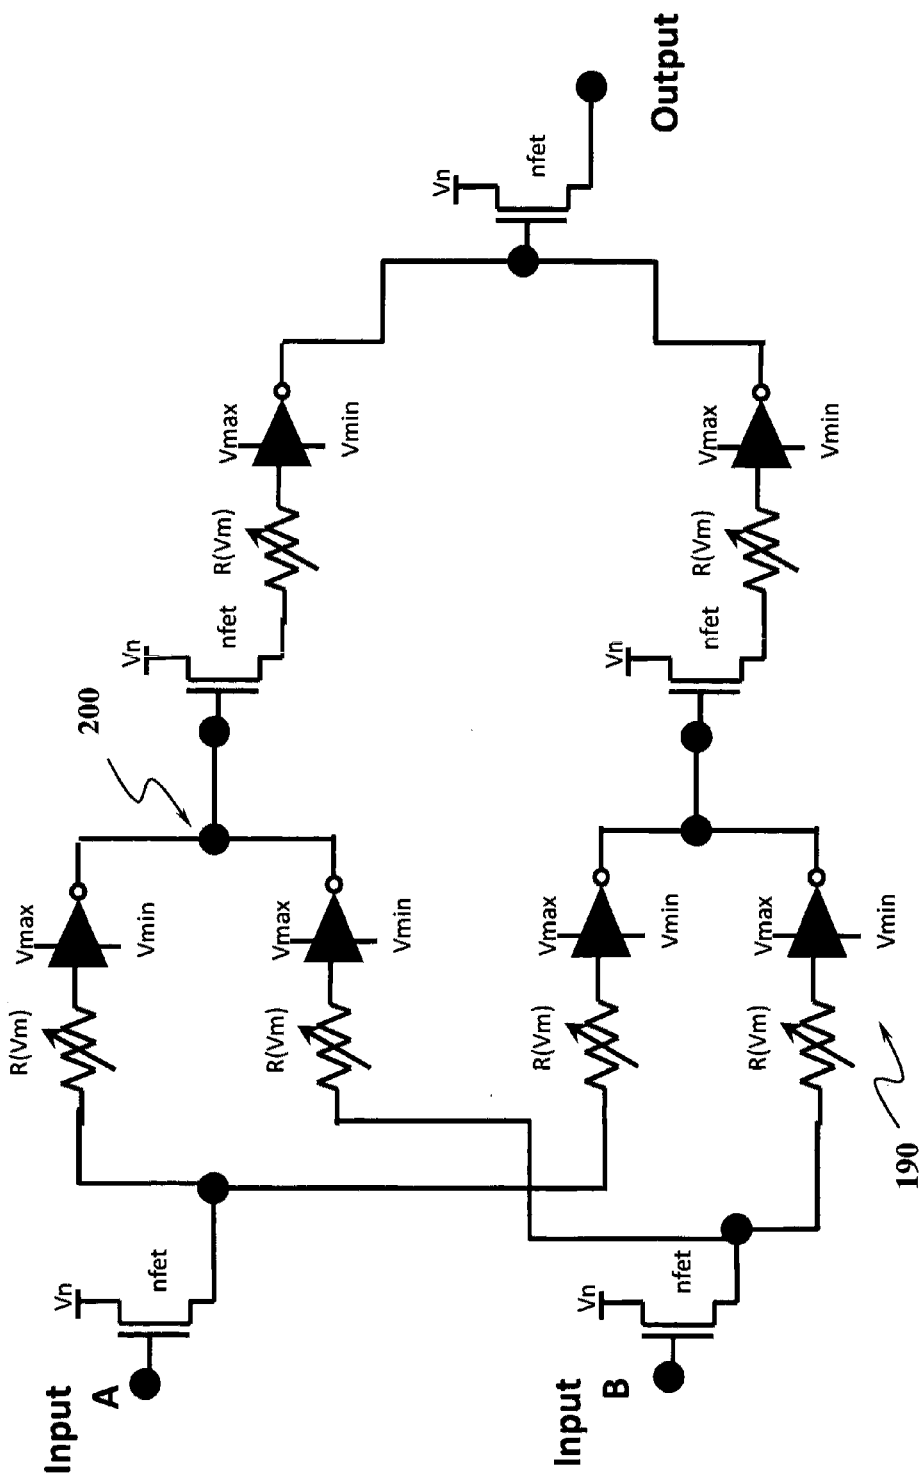 Input
A
Vn
nfet
R(Vm)
Vmax
Vmin
R(Vm)
Vmax
Vmin
200
Vn
nfet
R(Vm)
Vmax
Vmin
Vn
nfet
Output
Input
B
Vn
nfet
R(Vm)
Vmax
Vmin
R(Vm)
Vmax
Vmin
190
Vn
nfet
R(Vm)
Vmax
Vmin